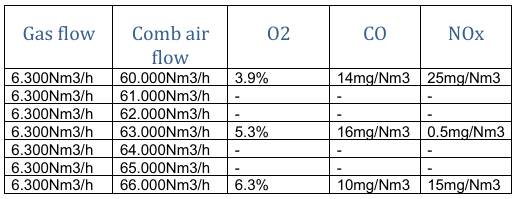 Gas flow Comb air flow O2 CO NOx
6.300Nm3/h 60.000Nm3/h 3.9% 14mg/Nm3 25mg/Nm3
6.300Nm3/h 61.000Nm3/h - - -
6.300Nm3/h 62.000Nm3/h - - -
6.300Nm3/h 63.000Nm3/h 5.3% 16mg/Nm3 0.5mg/Nm3
6.300Nm3/h 64.000Nm3/h - - -
6.300Nm3/h 65.000Nm3/h - - -
6.300Nm3/h 66.000Nm3/h 6.3% 10mg/Nm3 15mg/Nm3